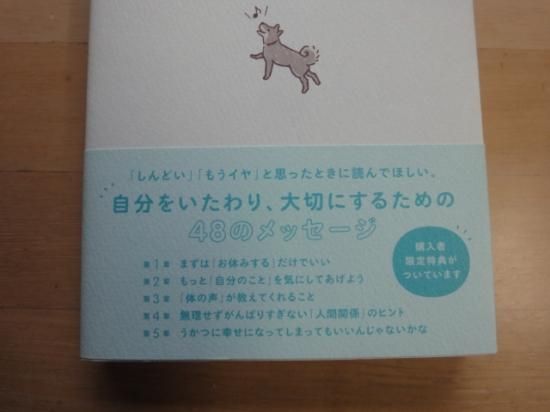 「しんどい」「もうイヤ」と思ったときに読んでほしい。
自分をいたわり、大切にするための
48のメッセージ
第1章 まずは「お休みする」だけでいい
第2章 もっと「自分のこと」を気にしてあげよう
第3章 「体の声」が教えてくれること
第4章 無理せずがんばりすぎない「人間関係」のヒント
第5章 うかつに幸せになってしまってもいいんじゃないかな
購入者
限定特典が
ついています